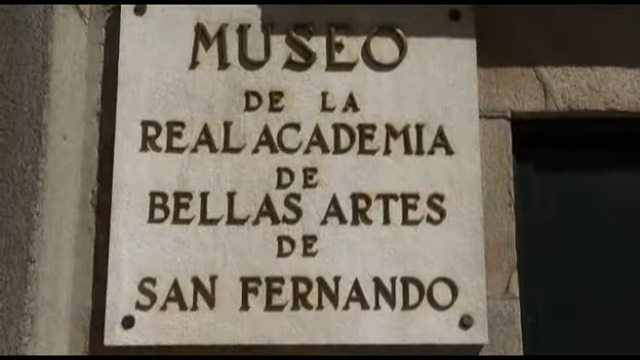 MUSEO
DE LA
REAL ACADEMIA
DE
BELLAS ARTES
DE
SAN FERNANDO